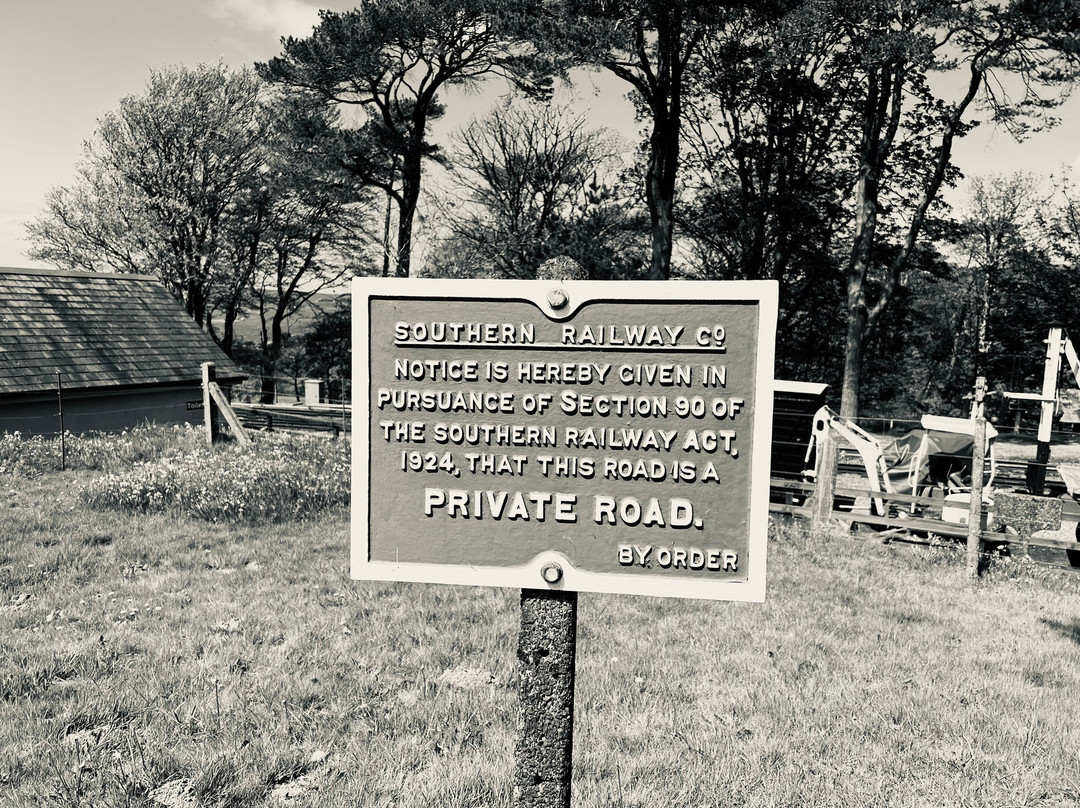 SOUTHERN RAILWAY Cº
NOTICE IS HEREBY GIVEN IN
PURSUANCE OF SECTION 90 OF
THE SOUTHERN RAILWAY ACT,
1924, THAT THIS ROAD IS A
PRIVATE ROAD.
BY ORDER